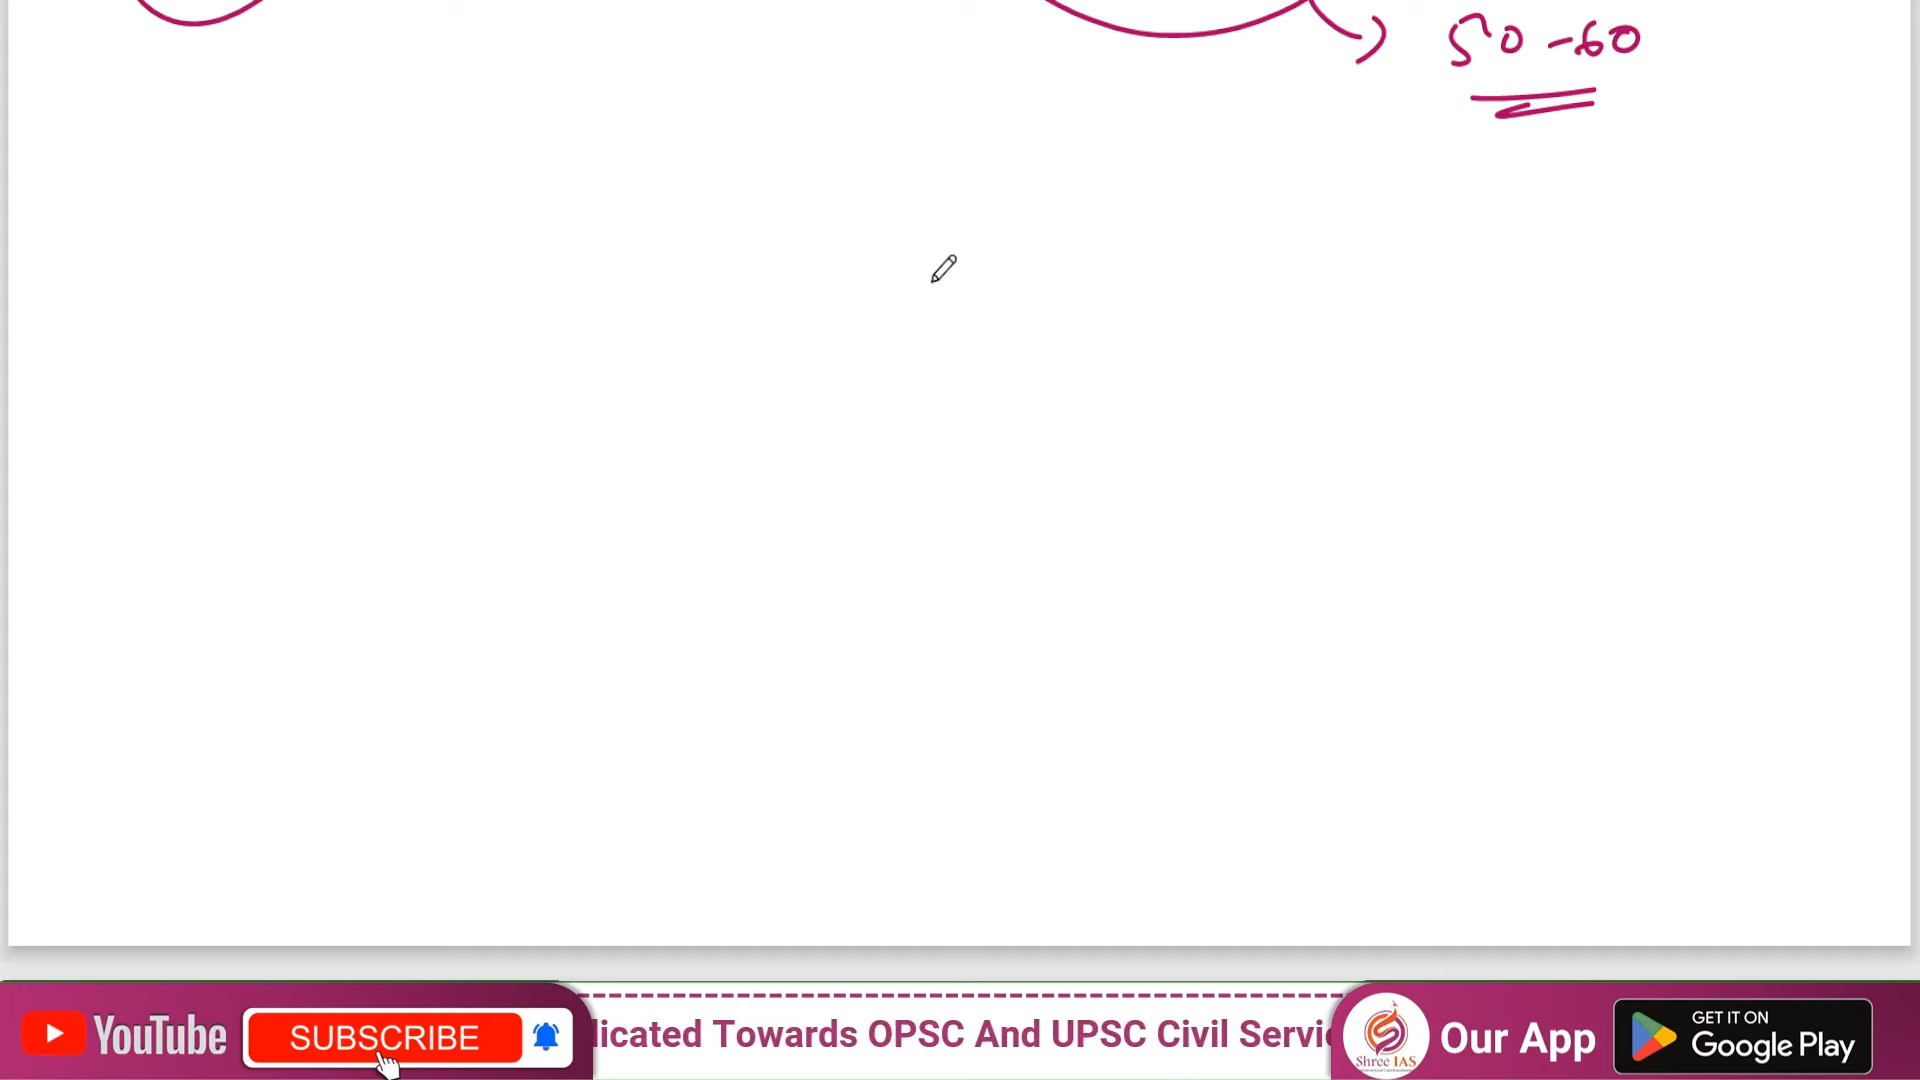 50-60
YouTube
SUBSCRIBE
licated Towards OPSC And UPSC Civil Servi
Shree IAS
Our App
GET IT ON
Google Play